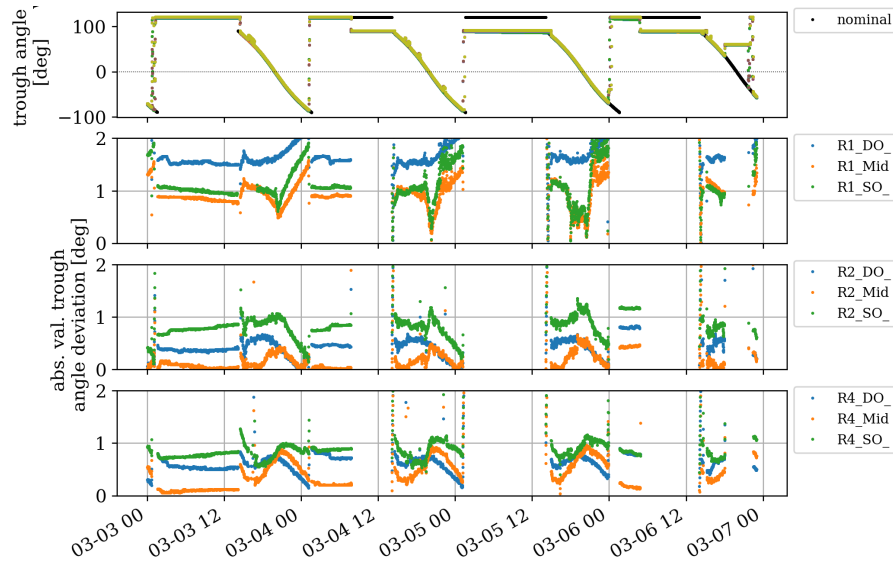 trough angle
[deg]
100
0
−100
nominal
2
1
0
R1_DO_
R1_Mid
R1_SO_
abs. val. trough
angle deviation [deg]
2
1
0
R2_DO_
R2_Mid
R2_SO_
2
1
0
R4_DO_
R4_Mid
R4_SO_
03-03 00
03-03 12
03-04 00
03-04 12
03-05 00
03-05 12
03-06 00
03-06 12
03-07 00